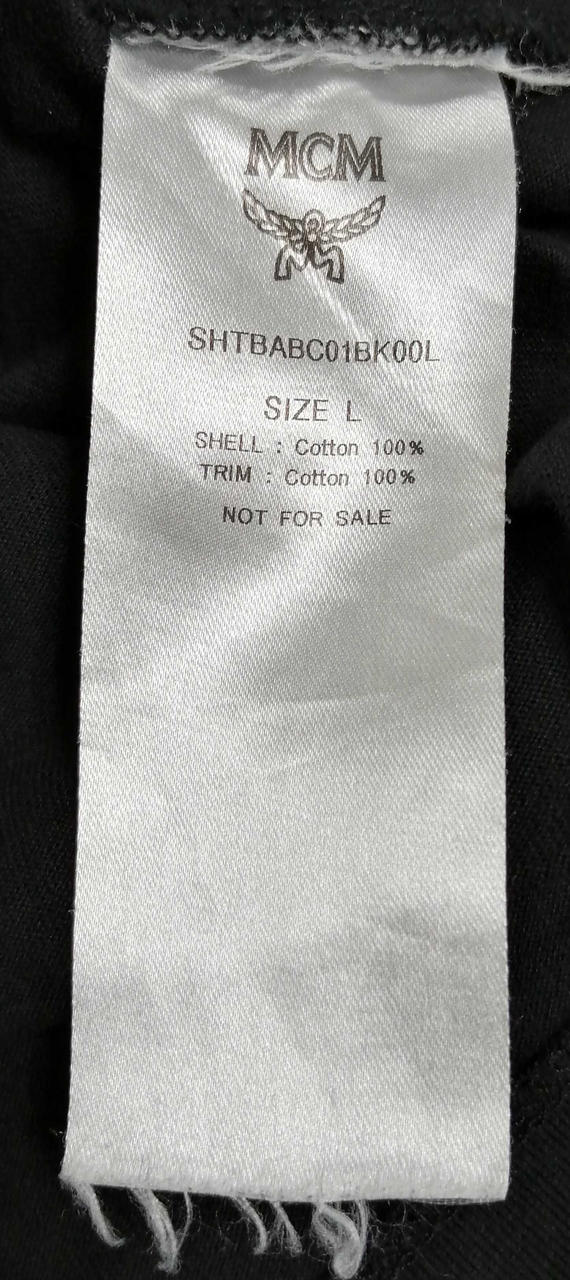 MCM
SHTBABC01BK00L
SIZE L
SHELL : Cotton 100%
TRIM : Cotton 100%
NOT FOR SALE